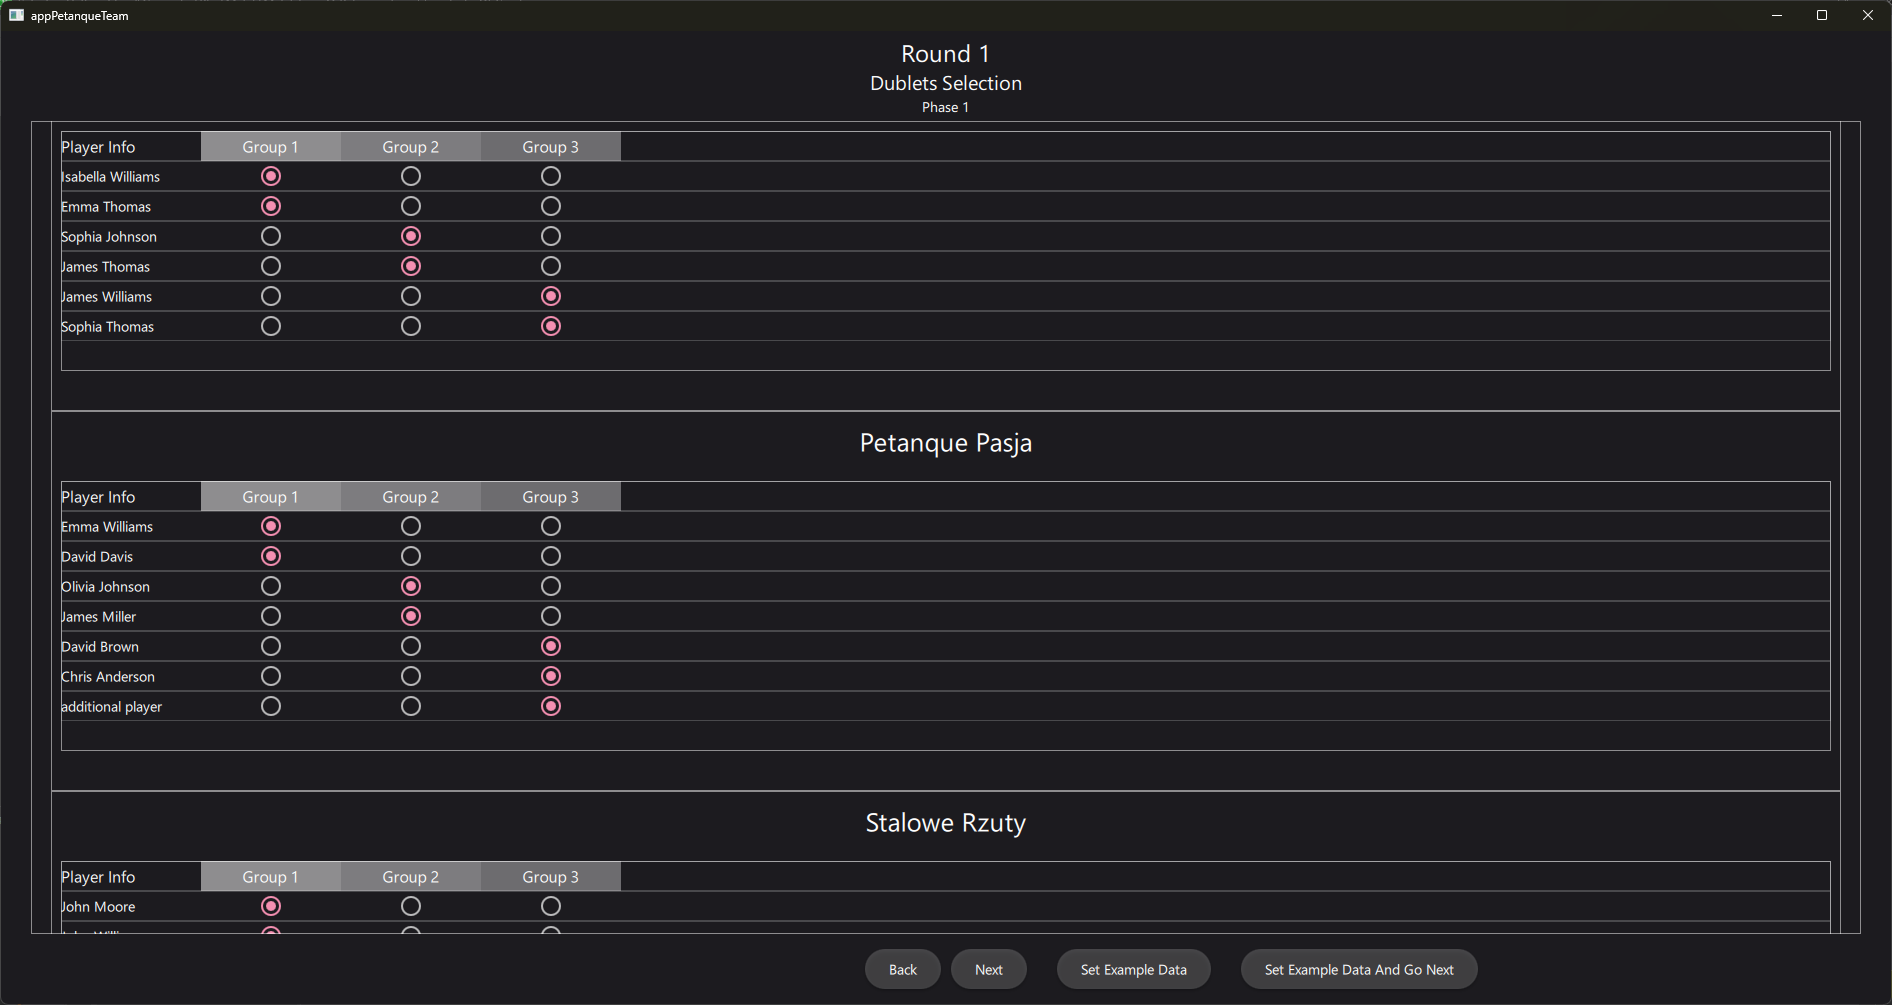 appPetanqueTeam
Round 1
Dublets Selection
Phase 1
Player Info Group 1 Group 2 Group 3
Isabella Williams
Emma Thomas
Sophia Johnson
James Thomas
James Williams
Sophia Thomas
Petanque Pasja
Player Info Group 1 Group 2 Group 3
Emma Williams
David Davis
Olivia Johnson
James Miller
David Brown
Chris Anderson
additional player
Stalowe Rzuty
Player Info Group 1 Group 2 Group 3
John Moore
Back Next Set Example Data Set Example Data And Go Next